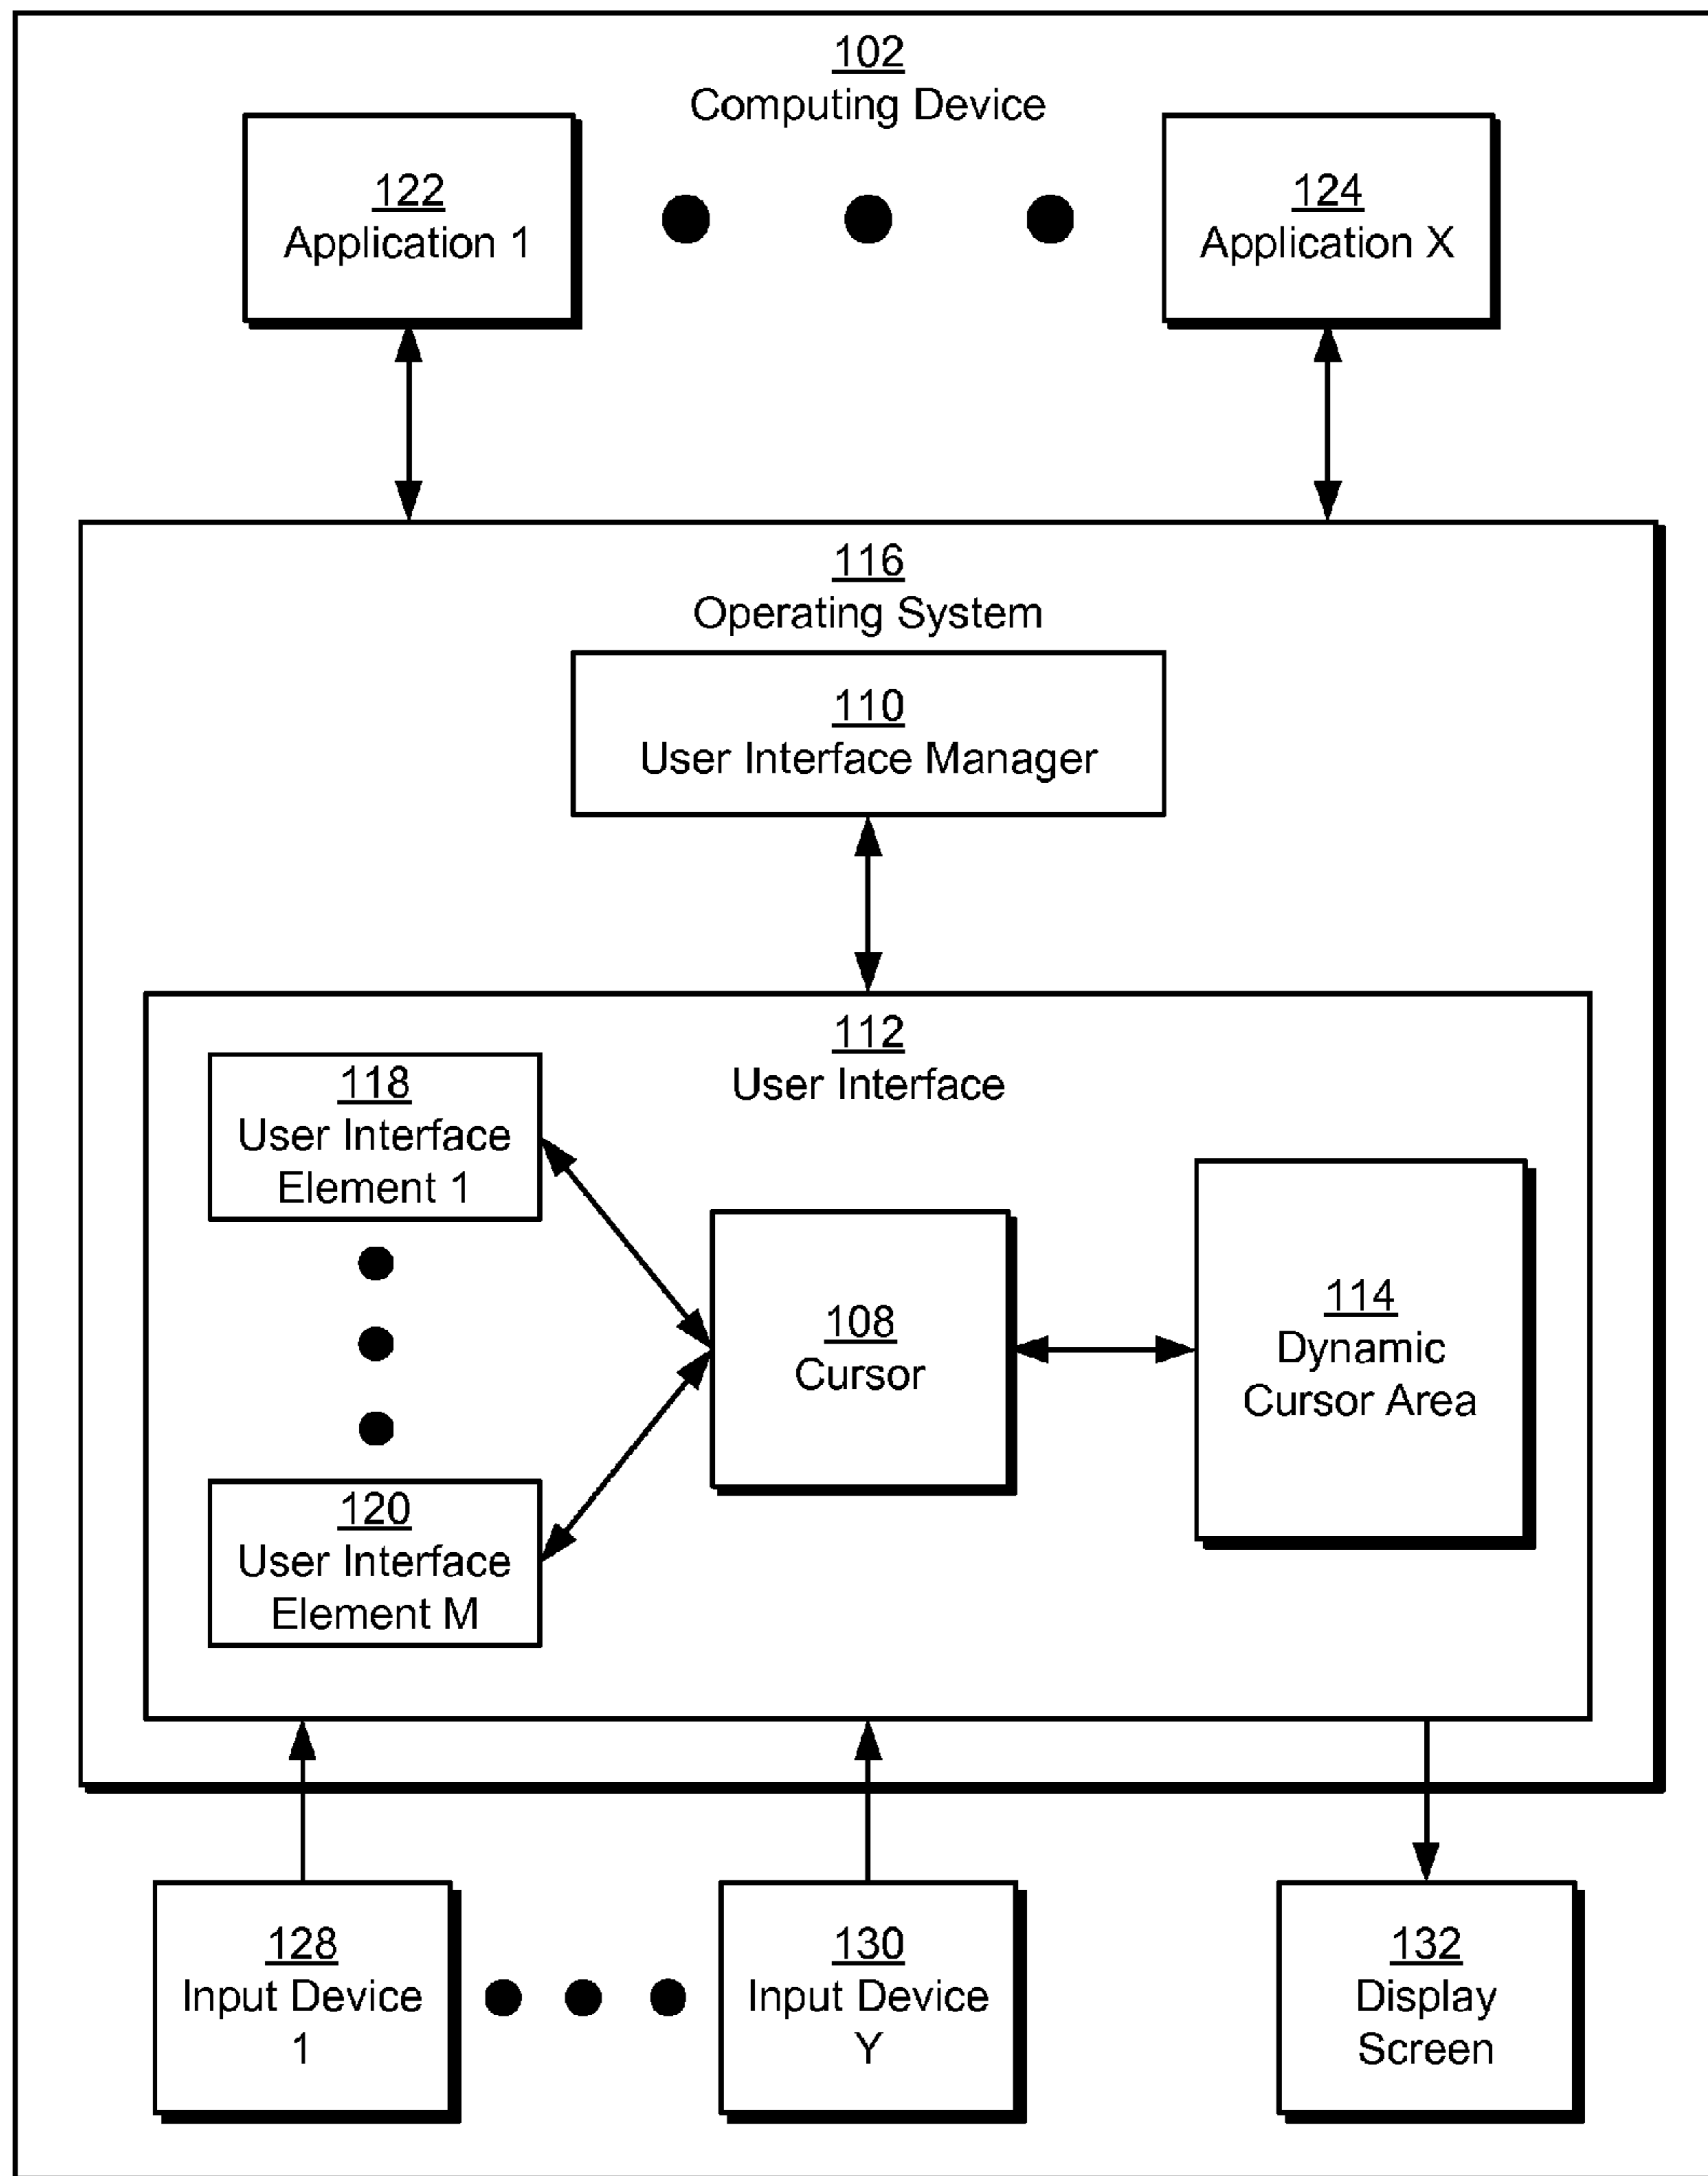 102
Computing Device
122
Application 1
124
Application X
116
Operating System
110
User Interface Manager
112
User Interface
118
User Interface
Element 1
108
Cursor
114
Dynamic
Cursor Area
120
User Interface
Element M
128
Input Device
1
130
Input Device
Y
132
Display
Screen